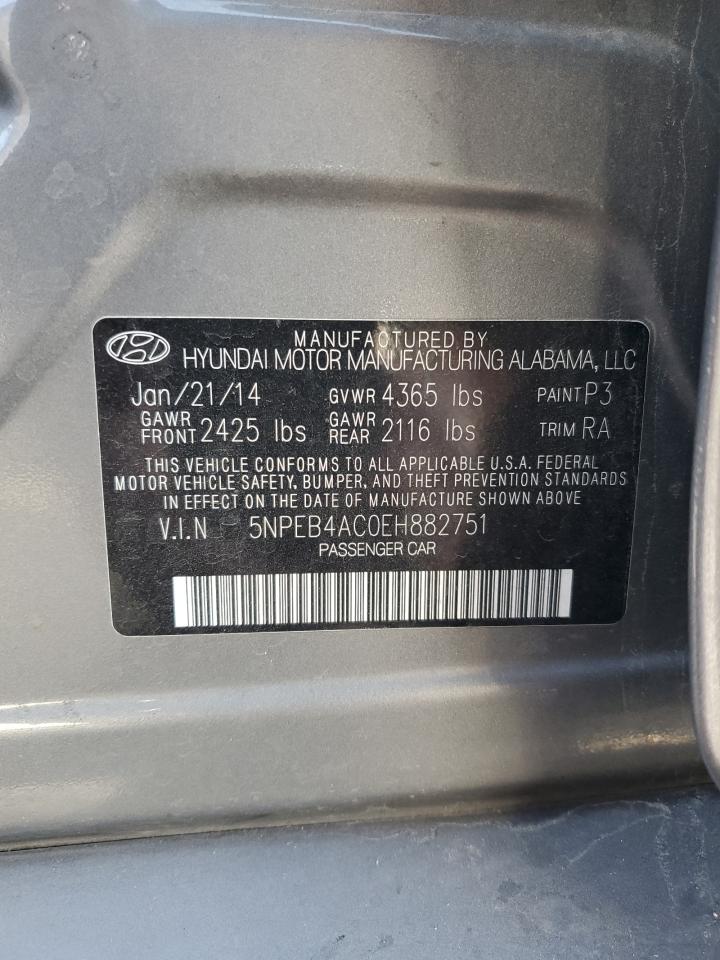 MANUFACTURED BY
HYUNDAI MOTOR MANUFACTURING ALABAMA, LLC
Jan/21/14 GVWR 4365 lbs PAINT P3
GAWR FRONT 2425 lbs GAWR REAR 2116 lbs TRIM RA
THIS VEHICLE CONFORMS TO ALL APPLICABLE U.S.A. FEDERAL
MOTOR VEHICLE SAFETY, BUMPER, AND THEFT PREVENTION STANDARDS
IN EFFECT ON THE DATE OF MANUFACTURE SHOWN ABOVE.
V.I.N 5NPEB4AC0EH882751
PASSENGER CAR